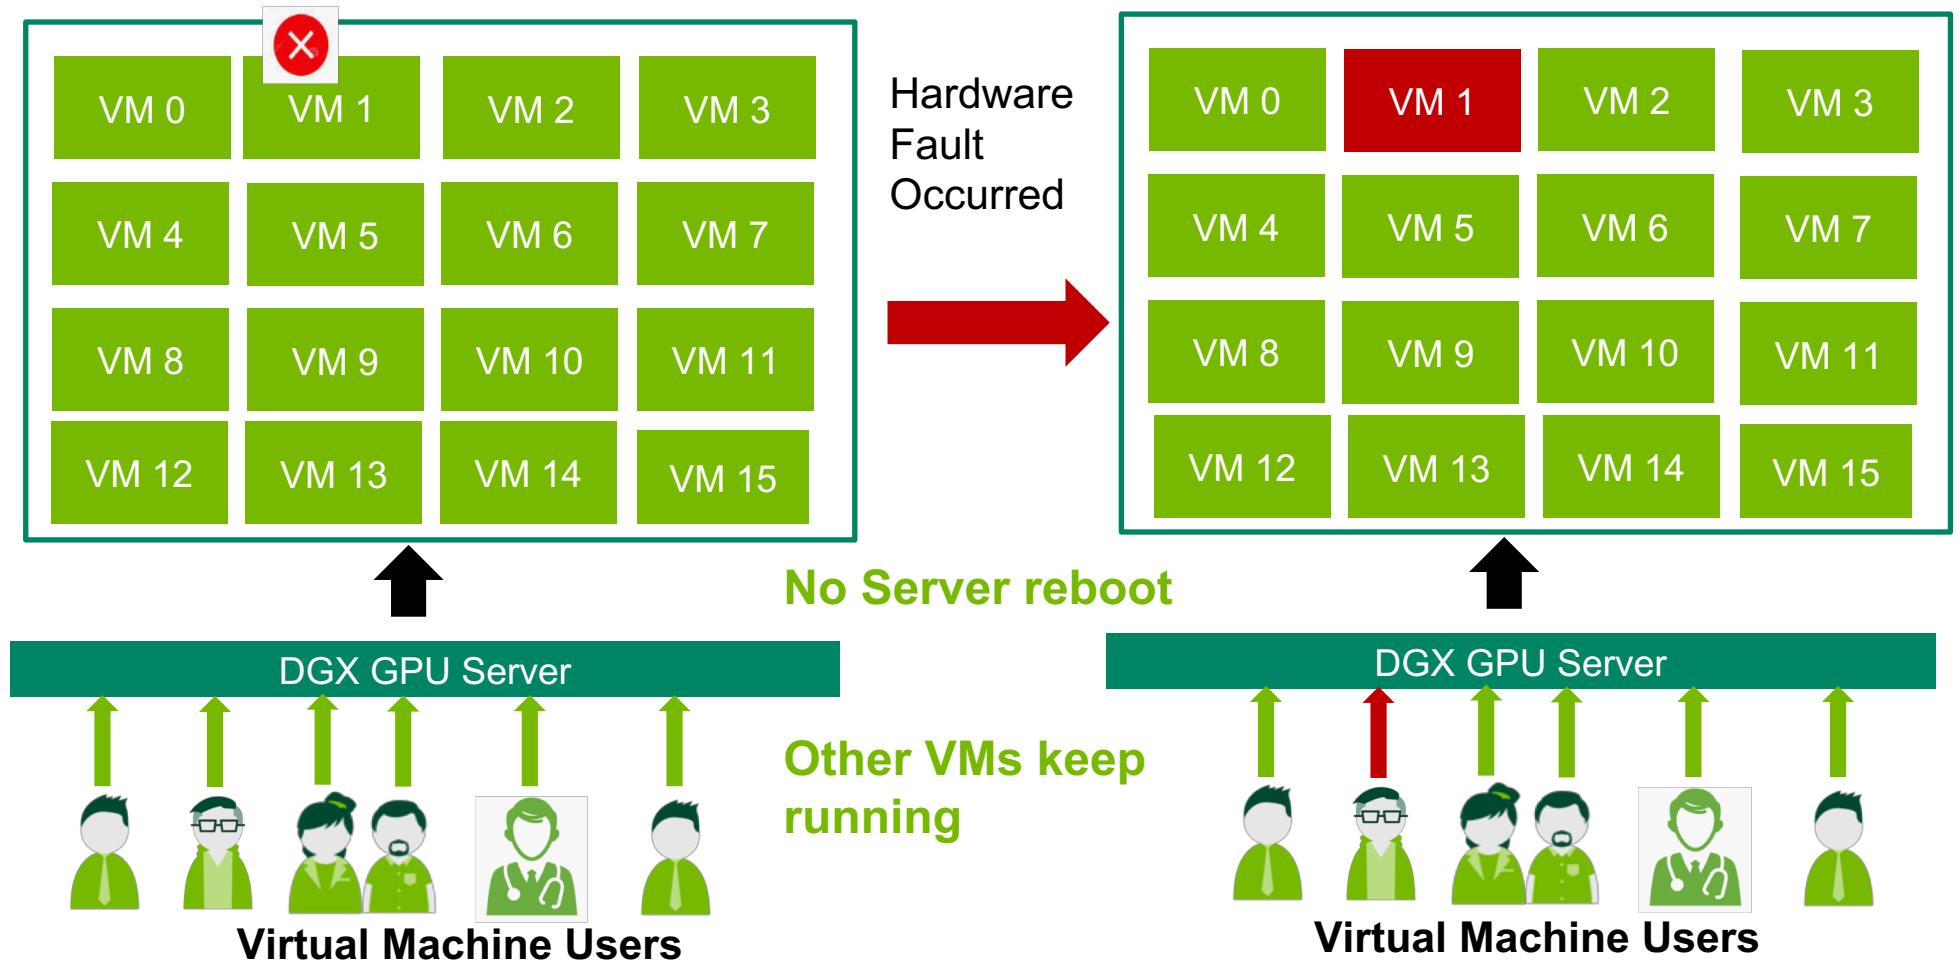 VM 0
VM 1
VM 2
VM 3
VM 4
VM 5
VM 6
VM 7
VM 8
VM 9
VM 10
VM 11
VM 12
VM 13
VM 14
VM 15
DGX GPU Server
Virtual Machine Users
Hardware
Fault
Occurred
No Server reboot
Other VMs keep
running
VM 0
VM 1
VM 2
VM 3
VM 4
VM 5
VM 6
VM 7
VM 8
VM 9
VM 10
VM 11
VM 12
VM 13
VM 14
VM 15
DGX GPU Server
Virtual Machine Users